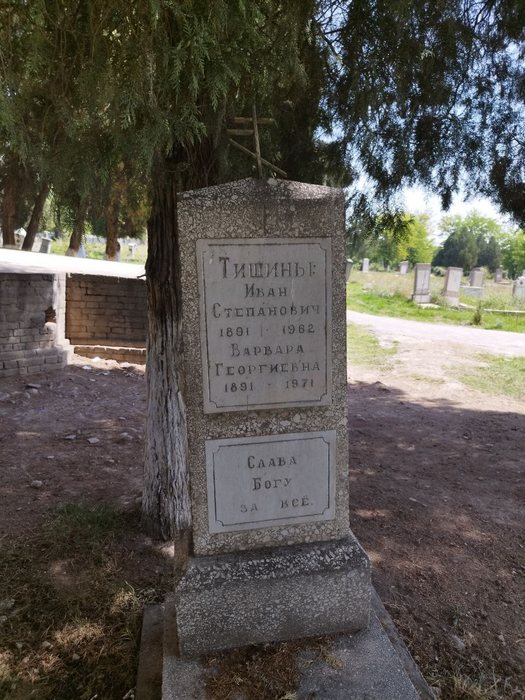 ТИШИНЫ:
ИВАН
СТЕПАНОВИЧ
1891 - 1962
ВАРВАРА
ГЕОРГИЕВНА
1891 - 1971
СЛАВА
БОГУ
ЗА ВСЁ.